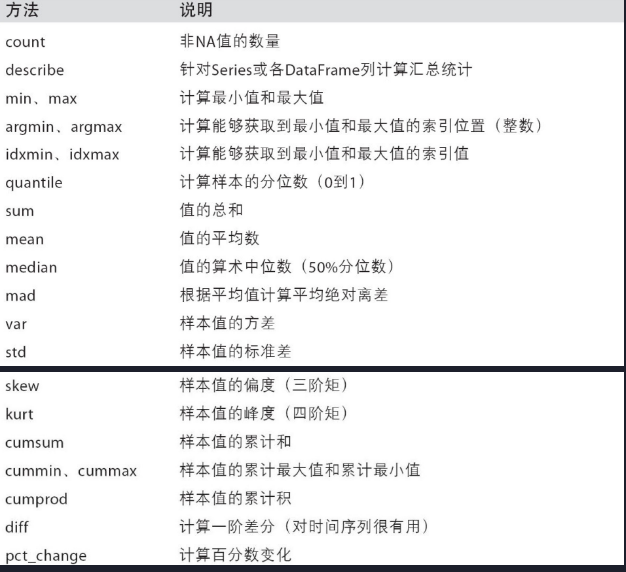 方法 说明
count 非NA值的数量
describe 针对Series或各DataFrame列计算汇总统计
min、max 计算最小值和最大值
argmin、argmax 计算能够获取到最小值和最大值的索引位置（整数）
idxmin、idxmax 计算能够获取到最小值和最大值的索引值
quantile 计算样本的分位数（0到1）
sum 值的总和
mean 值的平均数
median 值的算术中位数（50%分位数）
mad 根据平均值计算平均绝对离差
var 样本值的方差
std 样本值的标准差
skew 样本值的偏度（三阶矩）
kurt 样本值的峰度（四阶矩）
cumsum 样本值的累计和
cummin、cummax 样本值的累计最大值和累计最小值
cumprod 样本值的累计积
diff 计算一阶差分（对时间序列很有用）
pct_change 计算百分数变化